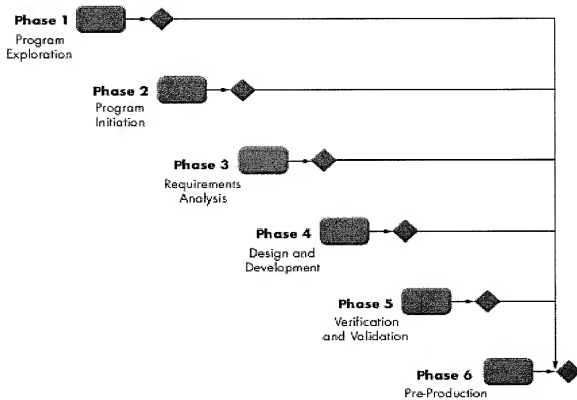 Phase 1
Program
Exploration
Phase 2
Program
Initiation
Phase 3
Requirements
Analysis
Phase 4
Design and
Development
Phase 5
Verification
and Validation
Phase 6
Pre-Production